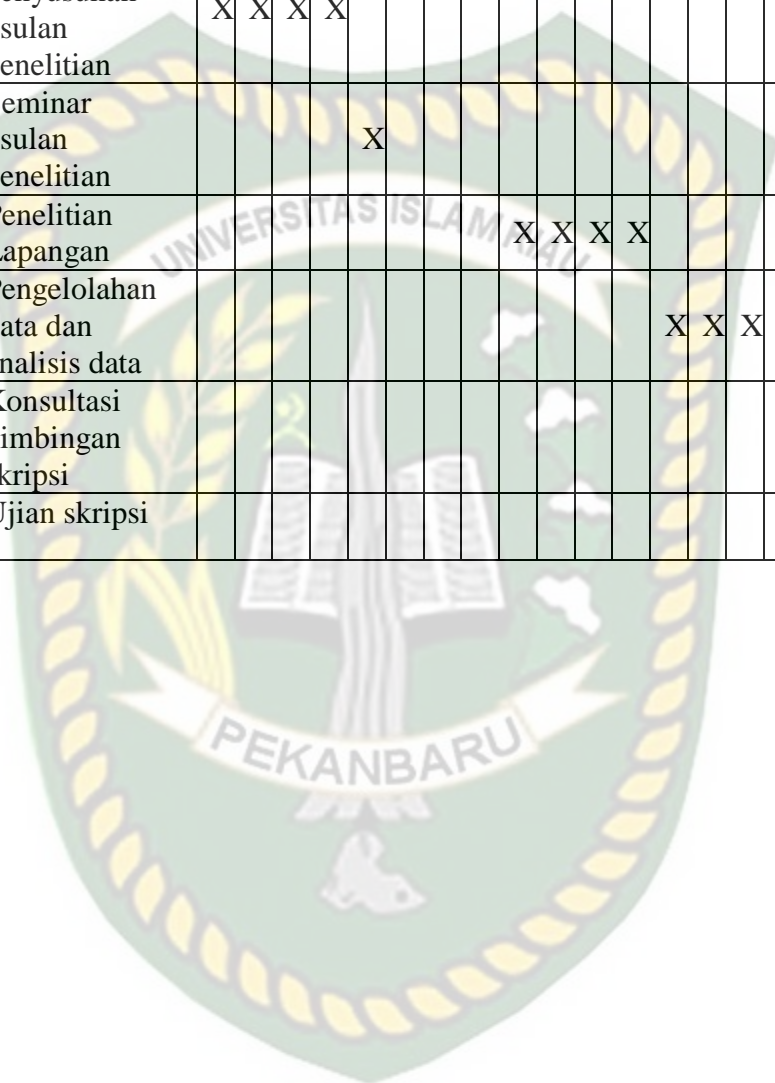 enyusunan X X X X
sulan
enelitian
eminar
sulan X
enelitian
Penelitian X X X X
Lapangan
Pengelolahan
ata dan X X X
nalisis data
Konsultasi
imbingan
kripsi
Ujian skripsi
UNIVERSITAS ISLAM RIAU
PEKANBARU